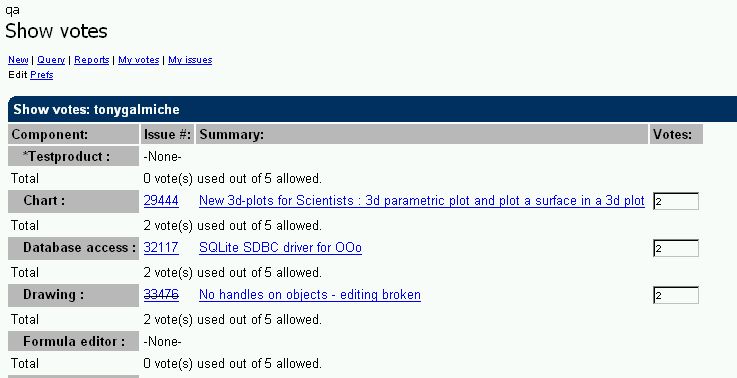 qa
Show votes
New | Query | Reports | My votes | My issues
Edit Prefs
Show votes: tonygalmiche
Component: Issue #: Summary: Votes:
*Testproduct : -None-
Total 0 vote(s) used out of 5 allowed.
Chart : 29444 New 3d-plots for Scientists : 3d parametric plot and plot a surface in a 3d plot 2
Total 2 vote(s) used out of 5 allowed.
Database access : 32117 SQLite SDBC driver for OOo 2
Total 2 vote(s) used out of 5 allowed.
Drawing : 33476 No handles on objects - editing broken 2
Total 2 vote(s) used out of 5 allowed.
Formula editor : -None-
Total 0 vote(s) used out of 5 allowed.